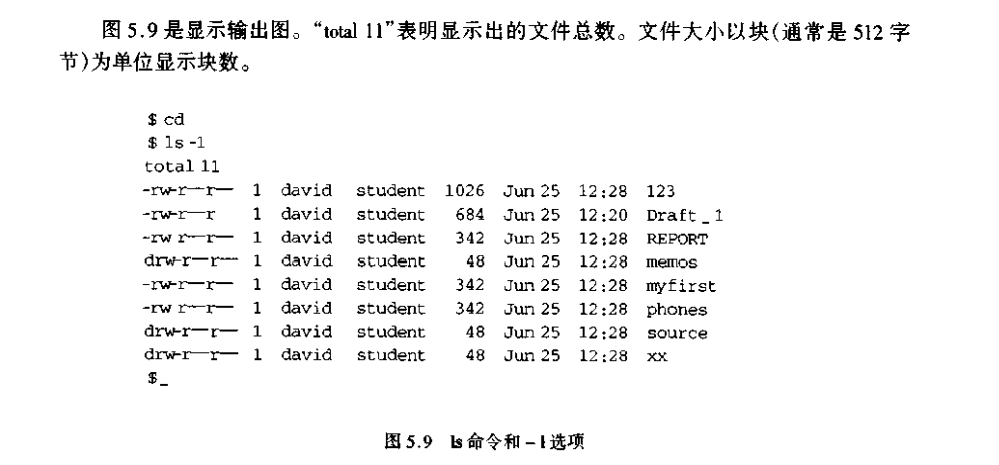 图5.9是显示输出图。“total 11”表明显示出的文件总数。文件大小以块(通常是512字
节)为单位显示块数。
$ cd
$ ls -1
total 11
-rw-r--r-- 1 david student 1026 Jun 25 12:28 123
-rw-r--r 1 david student 684 Jun 25 12:20 Draft_1
-rw r--r-- 1 david student 342 Jun 25 12:28 REPORT
drw-r--r-- 1 david student 48 Jun 25 12:28 memos
-rw-r--r-- 1 david student 342 Jun 25 12:28 myfirst
-rw r--r-- 1 david student 342 Jun 25 12:28 phones
drw-r--r-- 1 david student 48 Jun 25 12:28 source
drw-r--r-- 1 david student 48 Jun 25 12:28 xx
$_
图5.9 ls命令和-l选项